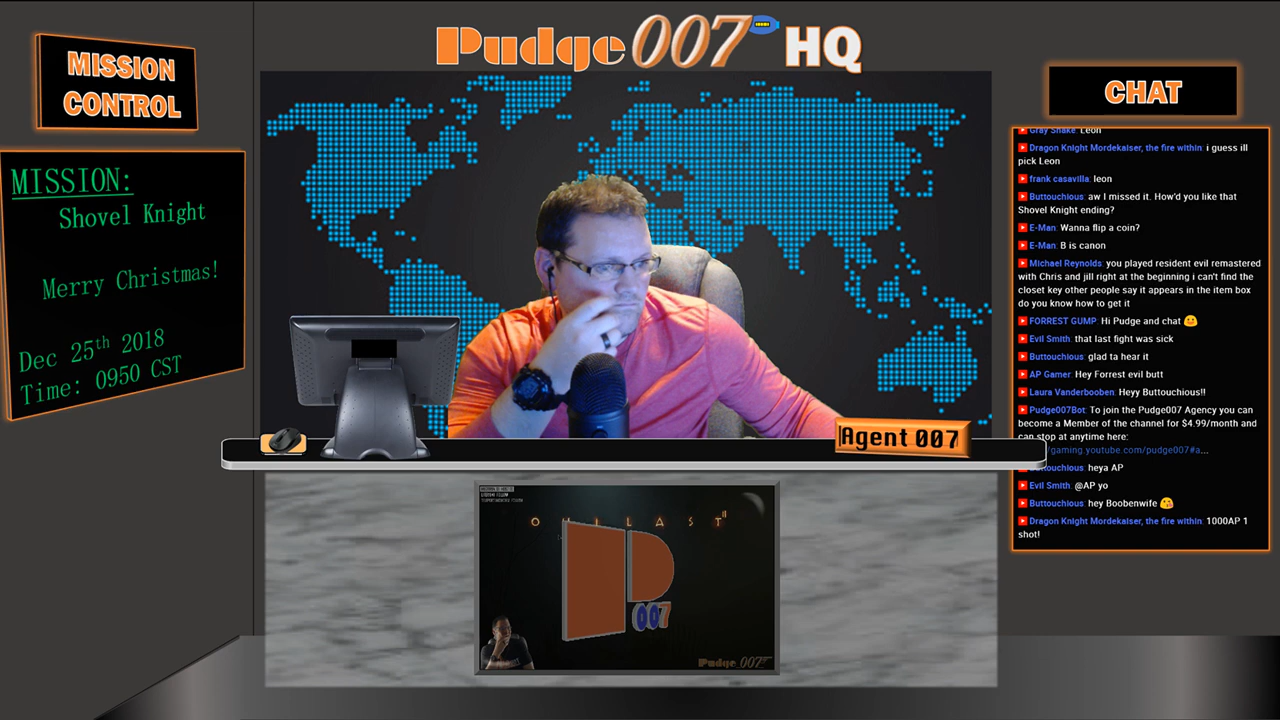 Pudge 007 HQ
MISSION
CONTROL
MISSION:
Shovel Knight
Merry Christmas!
Dec 25th 2018
Time: 0950 CST
CHAT
Gray Snake: Leon
Dragon Knight Mordekaiser, the fire within: i guess ill
pick Leon
frank casavilla: leon
Buttouchious: aw I missed it. How'd you like that
Shovel Knight ending?
E-Man: Wanna flip a coin?
E-Man: B is canon
Michael Reynolds: you played resident evil remastered
with Chris and jill right at the beginning i can't find the
closet key other people say it appears in the item box
do you know how to get it
FORREST GUMP: Hi Pudge and chat
Evil Smith: that last fight was sick
Buttouchious: glad ta hear it
AP Gamer: Hey Forrest evil butt
Laura Vanderbooben: Heyy Buttouchious!!
Pudge007Bot: To join the Pudge007 Agency you can
become a Member of the channel for $4.99/month and
can stop at anytime here:
/gaming.youtube.com/pudge007#a...
Buttouchious: heya AP
Evil Smith: @AP yo
Buttouchious: hey Boobenwife
Dragon Knight Mordekaiser, the fire within: 1000AP 1
shot!
Agent 007
OUTLAST II
P
007
Pudge 007